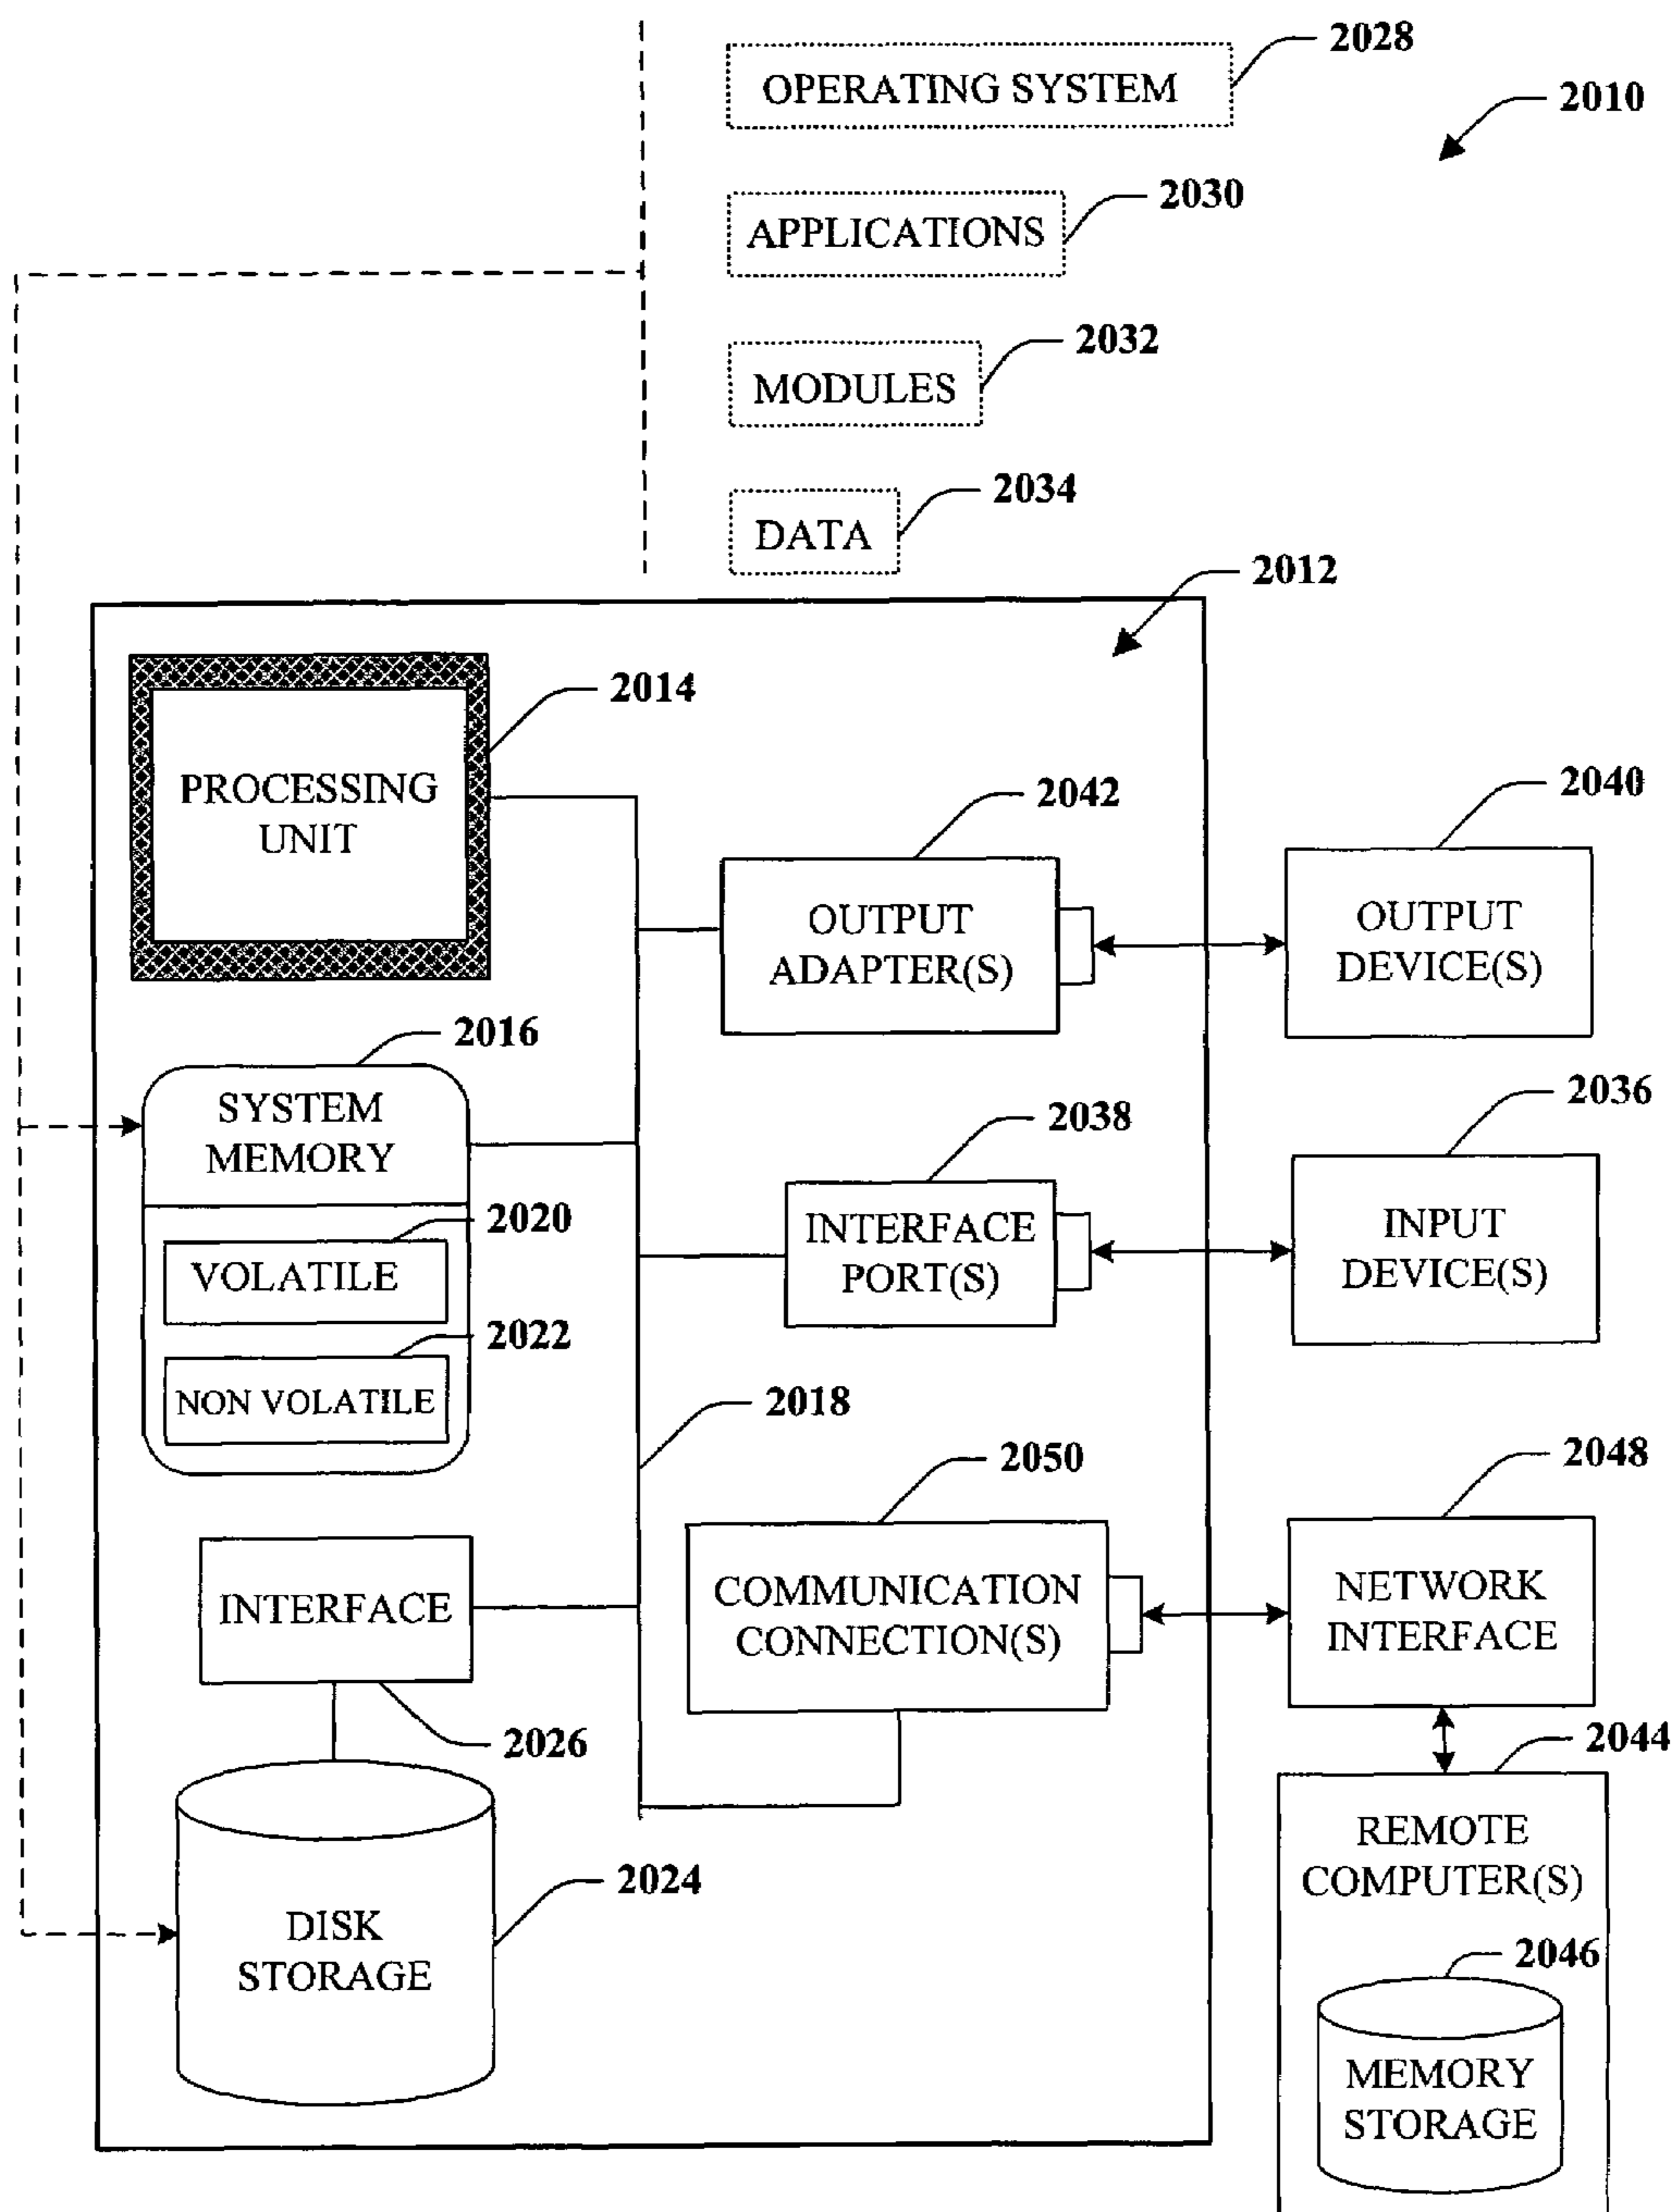 2028
OPERATING SYSTEM
2010
2030
APPLICATIONS
2032
MODULES
2034
DATA
2012
2014
PROCESSING
UNIT
2042
OUTPUT
ADAPTER(S)
2040
OUTPUT
DEVICE(S)
2016
SYSTEM
MEMORY
2020
VOLATILE
2022
NON VOLATILE
2038
INTERFACE
PORT(S)
2036
INPUT
DEVICE(S)
2018
2050
COMMUNICATION
CONNECTION(S)
2048
NETWORK
INTERFACE
INTERFACE
2026
2044
REMOTE
COMPUTER(S)
2024
DISK
STORAGE
2046
MEMORY
STORAGE